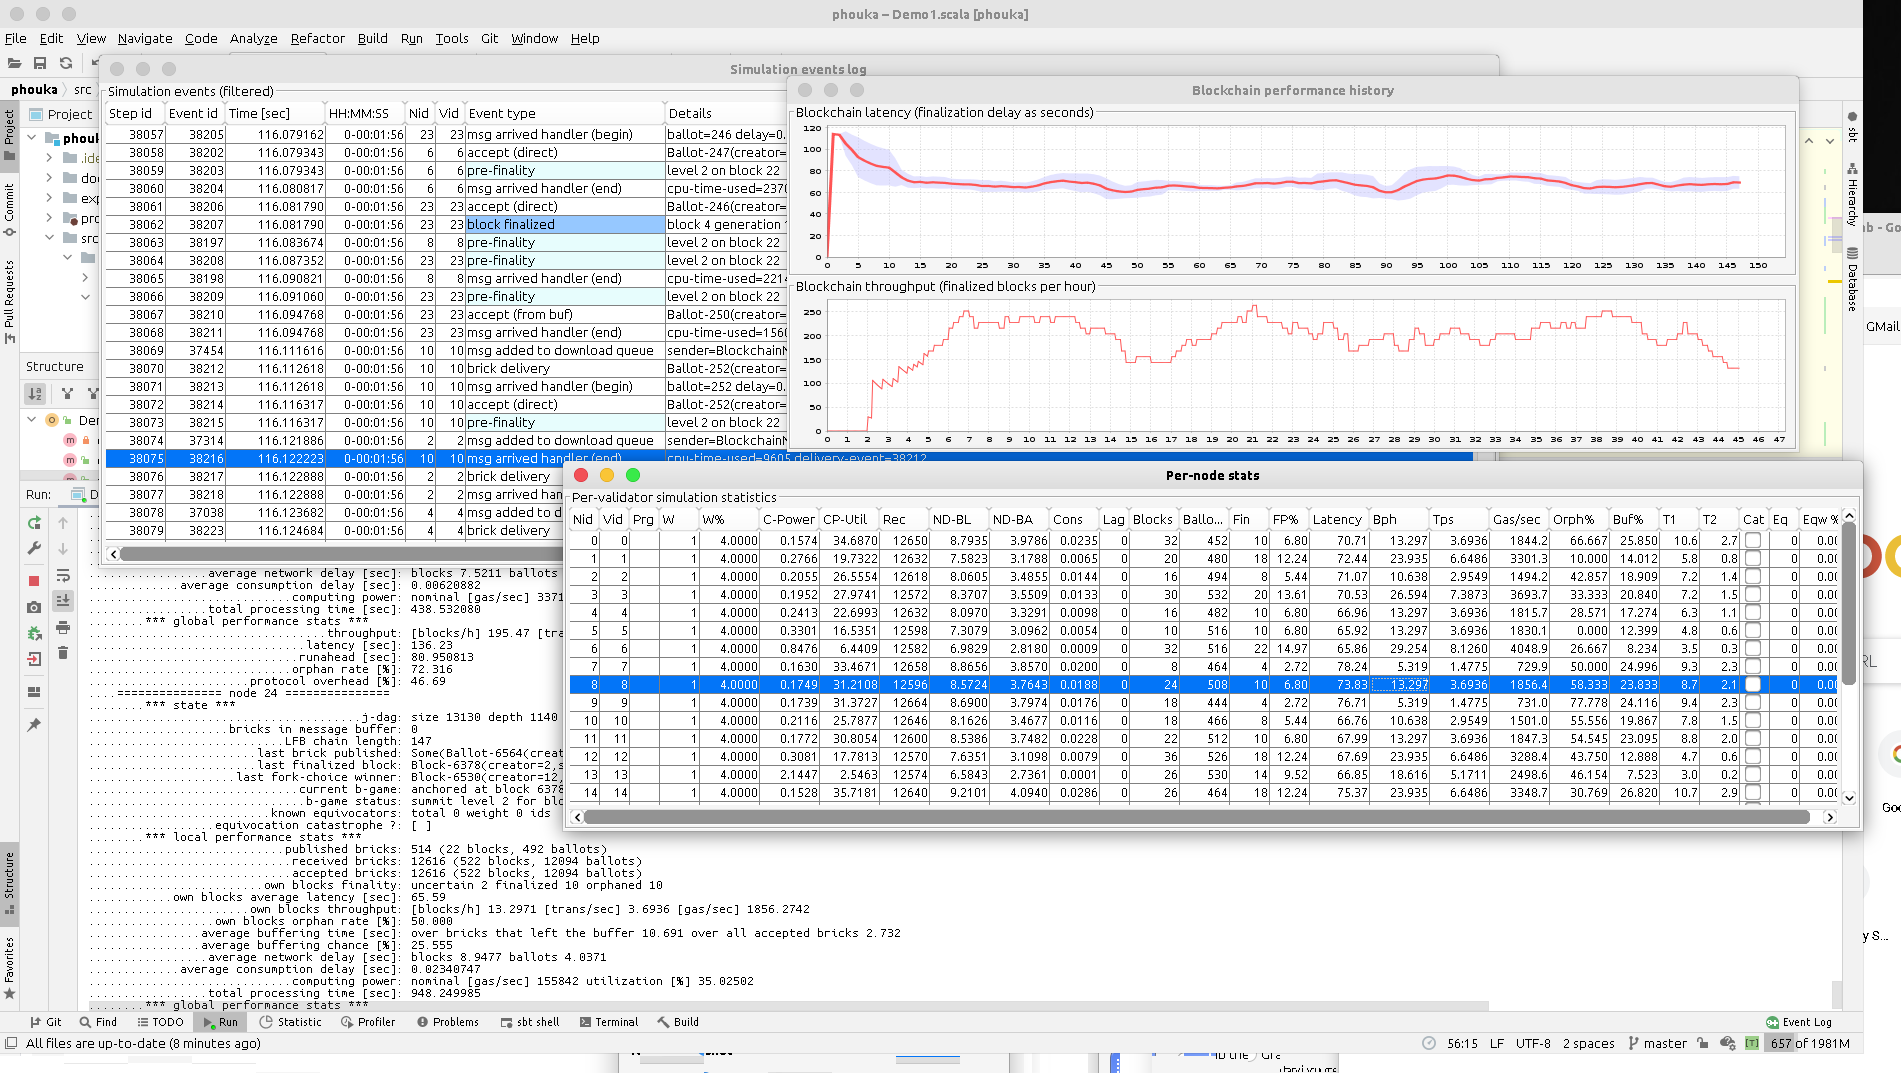 phouka – Demo1.scala [phouka]
File Edit View Navigate Code Analyze Refactor Build Run Tools Git Window Help
phouka src
Project
Simulation events log
Simulation events (filtered)
Step id Event id Time [sec] HH:MM:SS Nid Vid Event type Details
38057 38205 116.079162 0-00:01:56 23 23 msg arrived handler (begin) ballot=246 delay=0.
38058 38202 116.079343 0-00:01:56 6 6 accept (direct) Ballot-247(creator=
38059 38203 116.079343 0-00:01:56 6 6 pre-finality level 2 on block 22
38060 38204 116.080817 0-00:01:56 6 6 msg arrived handler (end) cpu-time-used=2370
38061 38206 116.081790 0-00:01:56 23 23 accept (direct) Ballot-246(creator=
38062 38207 116.081790 0-00:01:56 23 23 block finalized block 4 generation
38063 38197 116.083674 0-00:01:56 8 8 pre-finality level 2 on block 22
38064 38208 116.087352 0-00:01:56 23 23 pre-finality level 2 on block 22
38065 38198 116.090821 0-00:01:56 8 8 msg arrived handler (end) cpu-time-used=2214
38066 38209 116.091060 0-00:01:56 23 23 pre-finality level 2 on block 22
38067 38210 116.094768 0-00:01:56 23 23 accept (from buf) Ballot-250(creator=
38068 38211 116.094768 0-00:01:56 23 23 msg arrived handler (end) cpu-time-used=1560
38069 37454 116.111616 0-00:01:56 10 10 msg added to download queue sender=BlockchainN
38070 38212 116.112618 0-00:01:56 10 10 brick delivery Ballot-252(creator=
38071 38213 116.112618 0-00:01:56 10 10 msg arrived handler (begin) ballot=252 delay=0.
38072 38214 116.116317 0-00:01:56 10 10 accept (direct) Ballot-252(creator=
38073 38215 116.116317 0-00:01:56 10 10 pre-finality level 2 on block 22
38074 37314 116.121886 0-00:01:56 2 2 msg added to download queue sender=BlockchainN
38075 38216 116.122223 0-00:01:56 10 10 msg arrived handler (end) cpu-time-used=9605 delivery-event=38212
38076 38217 116.122888 0-00:01:56 2 2 brick delivery
38077 38218 116.122888 0-00:01:56 2 2 msg arrived han
38078 37038 116.123682 0-00:01:56 4 4 msg added to d
38079 38223 116.124684 0-00:01:56 4 4 brick delivery
Blockchain performance history
Blockchain latency (finalization delay as seconds)
120
100
80
60
40
20
0
0 5 10 15 20 25 30 35 40 45 50 55 60 65 70 75 80 85 90 95 100 105 110 115 120 125 130 135 140 145 150
Blockchain throughput (finalized blocks per hour)
250
200
150
100
50
0
0 1 2 3 4 5 6 7 8 9 10 11 12 13 14 15 16 17 18 19 20 21 22 23 24 25 26 27 28 29 30 31 32 33 34 35 36 37 38 39 40 41 42 43 44 45 46 47
Per-node stats
Per-validator simulation statistics
Nid Vid Prg W W% C-Power CP-Util Rec ND-BL ND-BA Cons Lag Blocks Ballo... Fin FP% Latency Bph Tps Gas/sec Orph% Buf% T1 T2 Cat Eq Eqw %
0 0 1 4.0000 0.1574 34.6870 12650 8.7935 3.9786 0.0235 0 32 452 10 6.80 70.71 13.297 3.6936 1844.2 66.667 25.850 10.6 2.7 0 0.00
1 1 1 4.0000 0.2766 19.7322 12632 7.5823 3.1788 0.0065 0 20 480 18 12.24 72.44 23.935 6.6486 3301.3 10.000 14.012 5.8 0.8 0 0.00
2 2 1 4.0000 0.2055 26.5554 12618 8.0605 3.4855 0.0144 0 16 494 8 5.44 71.07 10.638 2.9549 1494.2 42.857 18.909 7.2 1.4 0 0.00
3 3 1 4.0000 0.1952 27.9741 12572 8.3707 3.5509 0.0133 0 30 532 20 13.61 70.53 26.594 7.3873 3693.7 33.333 20.840 7.2 1.5 0 0.00
4 4 1 4.0000 0.2413 22.6993 12632 8.0970 3.3291 0.0098 0 16 482 10 6.80 66.96 13.297 3.6936 1815.7 28.571 17.274 6.3 1.1 0 0.00
5 5 1 4.0000 0.3301 16.5351 12598 7.3079 3.0962 0.0054 0 10 516 10 6.80 65.92 13.297 3.6936 1830.1 0.000 12.399 4.8 0.6 0 0.00
6 6 1 4.0000 0.8476 6.4409 12582 6.9829 2.8180 0.0009 0 32 516 22 14.97 65.86 29.254 8.1260 4048.9 26.667 8.234 3.5 0.3 0 0.00
7 7 1 4.0000 0.1630 33.4671 12658 8.8656 3.8570 0.0200 0 8 464 4 2.72 78.24 5.319 1.4775 729.9 50.000 24.996 9.3 2.3 0 0.00
8 8 1 4.0000 0.1749 31.2108 12596 8.5724 3.7643 0.0188 0 24 508 10 6.80 73.83 13.297 3.6936 1856.4 58.333 23.833 8.7 2.1 0 0.00
9 9 1 4.0000 0.1739 31.3727 12664 8.6900 3.7974 0.0176 0 18 444 4 2.72 76.71 5.319 1.4775 731.0 77.778 24.116 9.4 2.3 0 0.00
10 10 1 4.0000 0.2116 25.7877 12646 8.1626 3.4677 0.0116 0 18 466 8 5.44 66.76 10.638 2.9549 1501.0 55.556 19.867 7.8 1.5 0 0.00
11 11 1 4.0000 0.1772 30.8054 12600 8.5386 3.7482 0.0228 0 22 512 10 6.80 67.99 13.297 3.6936 1847.3 54.545 23.095 8.8 2.0 0 0.00
12 12 1 4.0000 0.3081 17.7813 12570 7.6351 3.1098 0.0079 0 36 526 18 12.24 67.69 23.935 6.6486 3288.4 43.750 12.888 4.7 0.6 0 0.00
13 13 1 4.0000 2.1447 2.5463 12574 6.5843 2.7361 0.0001 0 26 530 14 9.52 66.85 18.616 5.1711 2498.6 46.154 7.523 3.0 0.2 0 0.00
14 14 1 4.0000 0.1528 35.7181 12640 9.2101 4.0940 0.0286 0 26 464 18 12.24 75.37 23.935 6.6486 3348.7 30.769 26.820 10.7 2.9 0 0.00
Project
Commit
Pull Requests
Structure
Favorites
sbt
Hierarchy
Database
phouk
.ide
doc
exp
pro
src
Structure
Der
Run: D
average network delay [sec]: blocks 7.5211 ballots
average consumption delay [sec]: 0.00620882
computing power: nominal [gas/sec] 3371
total processing time [sec]: 438.532080
*** global performance stats ***
throughput: [blocks/h] 195.47 [tra
latency [sec]: 136.23
runahead [sec]: 80.950813
orphan rate [%]: 72.316
protocol overhead [%]: 46.69
=============== node 24 ===============
*** state ***
j-dag: size 13130 depth 1140
bricks in message buffer: 0
LFB chain length: 147
last brick published: Some(Ballot-6564(crea
last finalized block: Block-6378(creator=2,s
last fork-choice winner: Block-6530(creator=12,
current b-game: anchored at block 6378
b-game status: summit level 2 for blo
known equivocators: total 0 weight 0 ids
equivocation catastrophe ?: [ ]
*** local performance stats ***
published bricks: 514 (22 blocks, 492 ballots)
received bricks: 12616 (522 blocks, 12094 ballots)
accepted bricks: 12616 (522 blocks, 12094 ballots)
own blocks finality: uncertain 2 finalized 10 orphaned 10
own blocks average latency [sec]: 65.59
own blocks throughput: [blocks/h] 13.2971 [trans/sec] 3.6936 [gas/sec] 1856.2742
own blocks orphan rate [%]: 50.000
average buffering time [sec]: over bricks that left the buffer 10.691 over all accepted bricks 2.732
average buffering chance [%]: 25.555
average network delay [sec]: blocks 8.9477 ballots 4.0371
average consumption delay [sec]: 0.02340747
computing power: nominal [gas/sec] 155842 utilization [%] 35.02502
total processing time [sec]: 948.249985
*** global performance stats ***
Git Find TODO Run Statistic Profiler Problems sbt shell Terminal Build Event Log
All files are up-to-date (8 minutes ago) 56:15 LF UTF-8 2 spaces master 657 of 1981M
ab - Go
GMail
RL
Goo
y S...